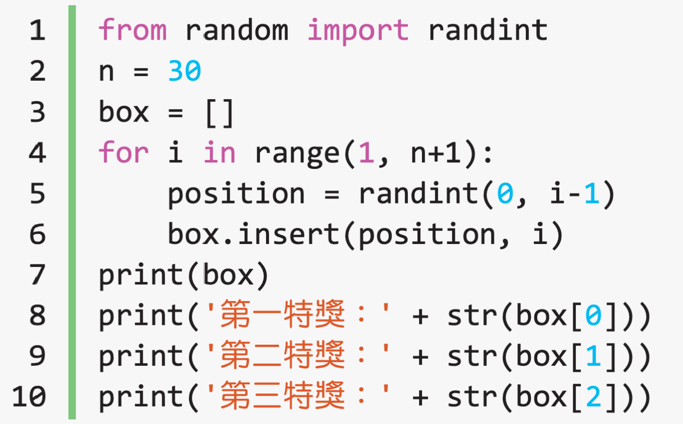 1 from random import randint
2 n = 30
3 box = []
4 for i in range(1, n+1):
5     position = randint(0, i-1)
6     box.insert(position, i)
7 print(box)
8 print('第一特獎：' + str(box[0]))
9 print('第二特獎：' + str(box[1]))
10 print('第三特獎：' + str(box[2]))